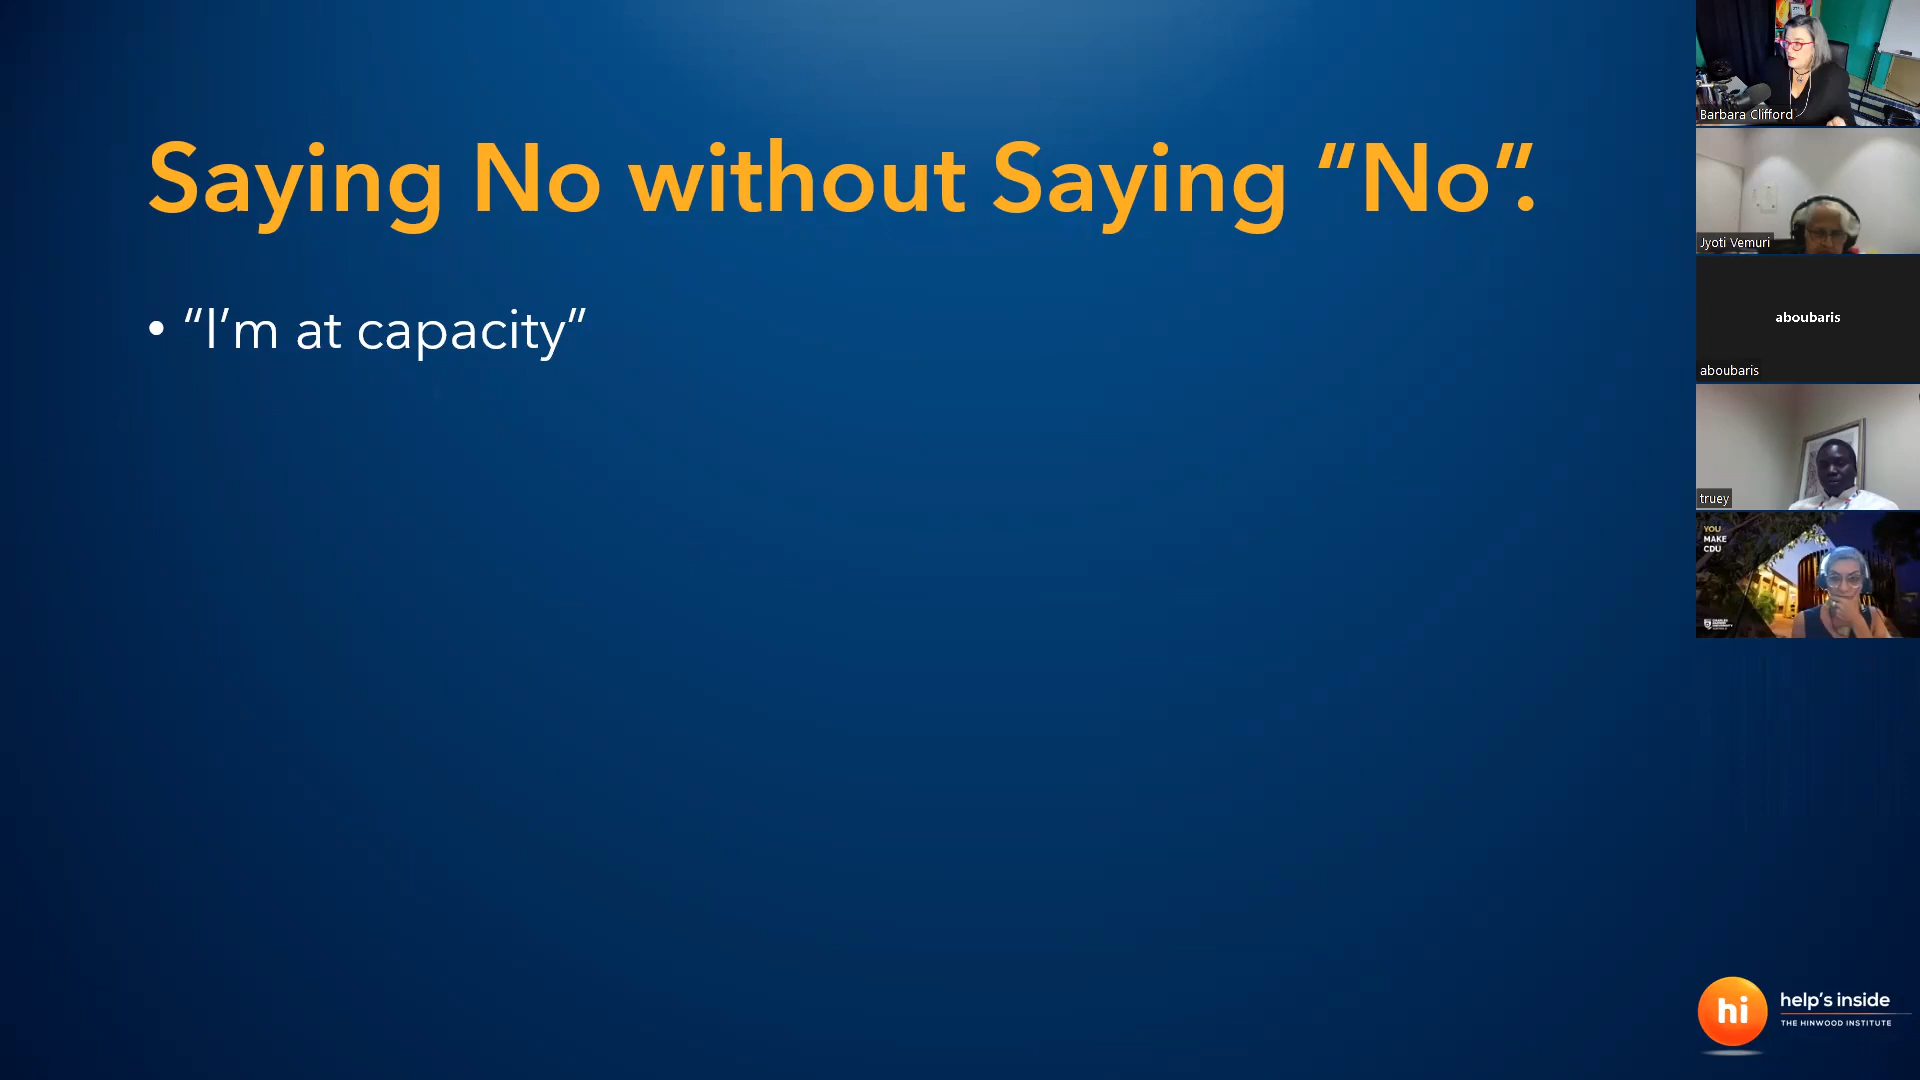 Saying No without Saying “No”.
• “I’m at capacity”
Barbara Clifford
Jyoti Vemuri
aboubaris
aboubaris
truey
YOU
MAKE
CDU
hi
help's inside
THE HINWOOD INSTITUTE